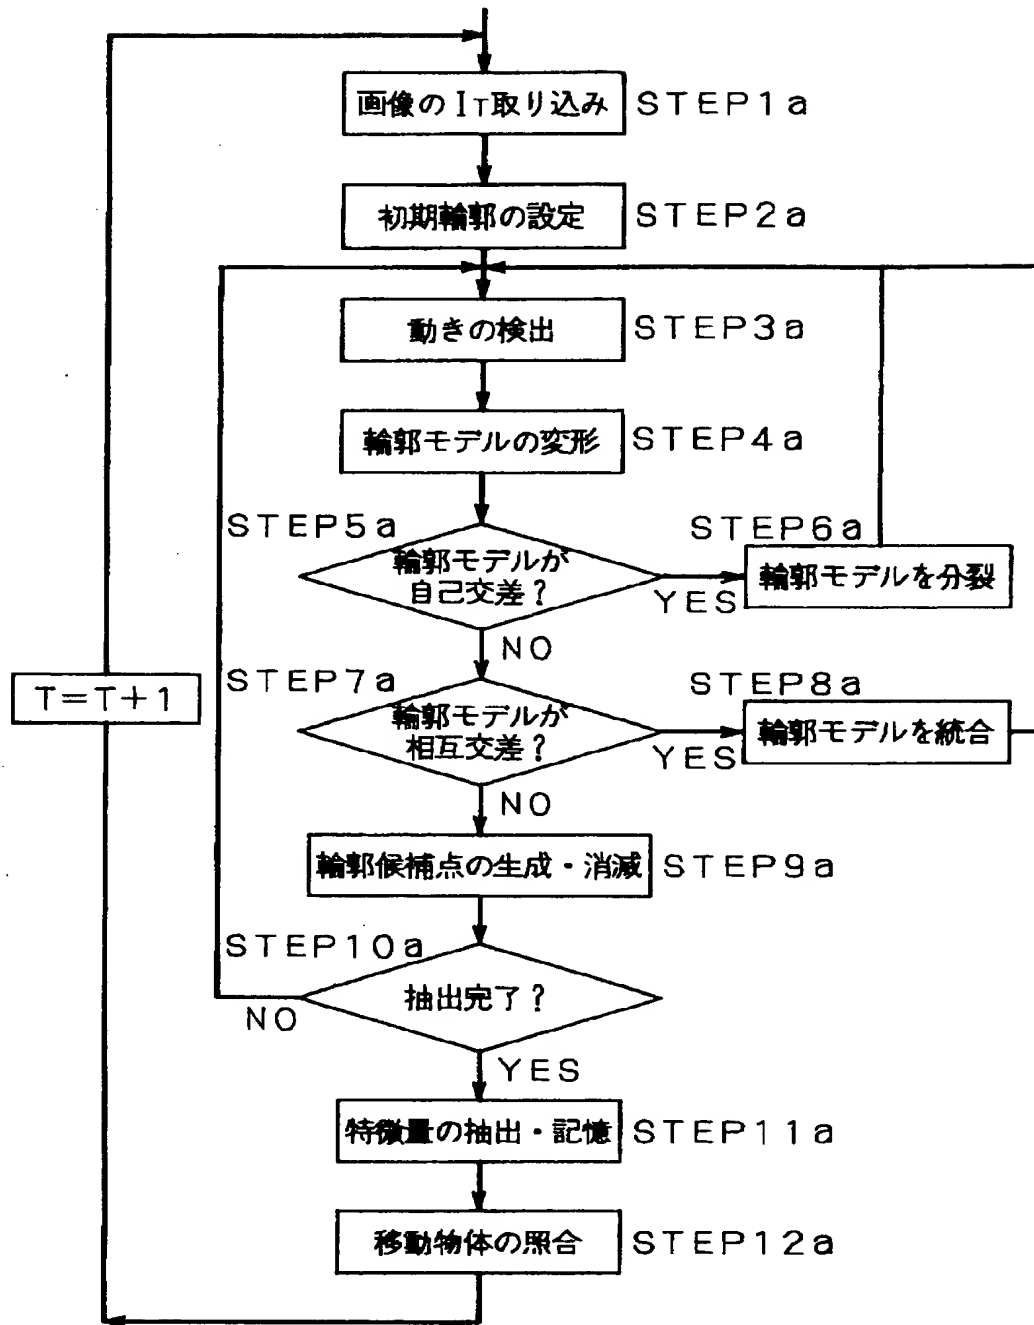 画像のIT取り込み STEP1a
初期輪郭の設定 STEP2a
動きの検出 STEP3a
輪郭モデルの変形 STEP4a
STEP5a
輪郭モデルが
自己交差？
YES
NO
STEP6a
輪郭モデルを分裂
T=T+1
STEP7a
輪郭モデルが
相互交差？
YES
NO
STEP8a
輪郭モデルを統合
輪郭候補点の生成・消減 STEP9a
STEP10a
抽出完了？
NO
YES
特徴量の抽出・記憶 STEP11a
移動物体の照合 STEP12a